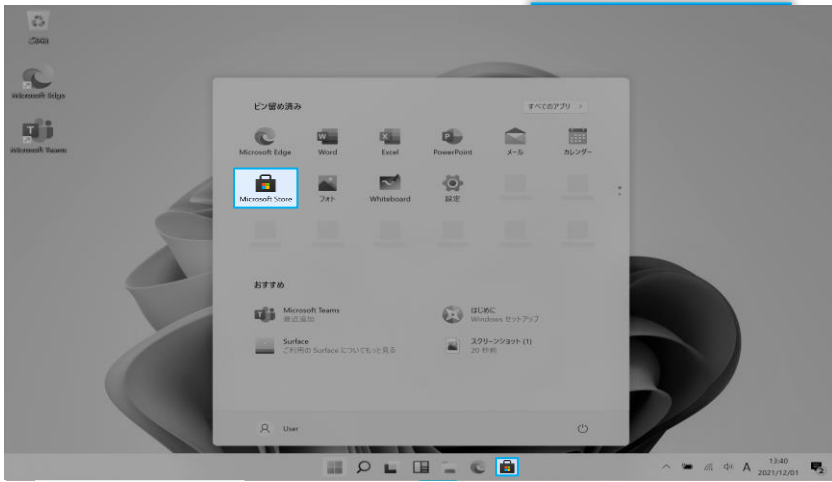 ごみ箱
Microsoft Edge
Microsoft Teams
ピン留め済み
すべてのアプリ >
Microsoft Edge
Word
Excel
PowerPoint
メール
カレンダー
Microsoft Store
フォト
Whiteboard
設定
おすすめ
Microsoft Teams
最近追加
はじめに
Windows セットアップ
Surface
ご利用の Surface についてもっと見る
スクリーンショット (1)
20 秒前
User
A
13:40
2021/12/01
2